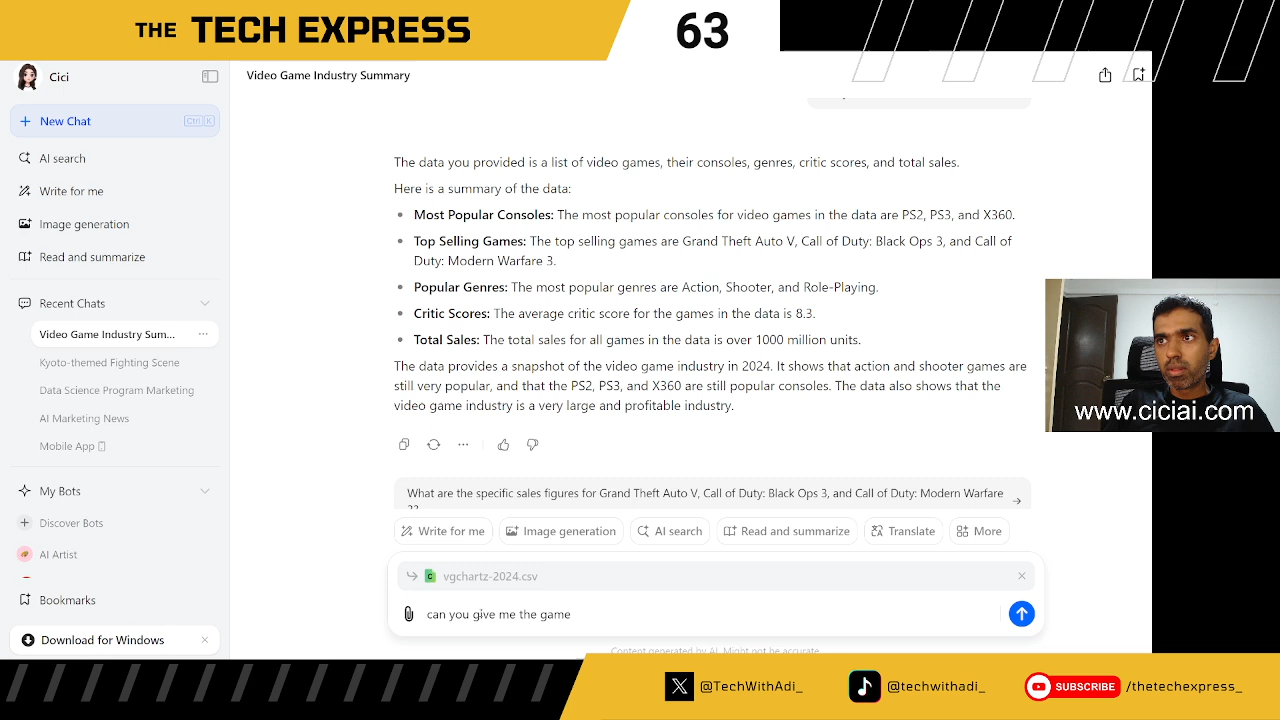 THE TECH EXPRESS
63
Cici
Video Game Industry Summary
New Chat
Ctrl K
AI search
Write for me
Image generation
Read and summarize
Recent Chats
Video Game Industry Sum...
Kyoto-themed Fighting Scene
Data Science Program Marketing
AI Marketing News
Mobile App
My Bots
Discover Bots
AI Artist
Bookmarks
Download for Windows
The data you provided is a list of video games, their consoles, genres, critic scores, and total sales.
Here is a summary of the data:
Most Popular Consoles: The most popular consoles for video games in the data are PS2, PS3, and X360.
Top Selling Games: The top selling games are Grand Theft Auto V, Call of Duty: Black Ops 3, and Call of
Duty: Modern Warfare 3.
Popular Genres: The most popular genres are Action, Shooter, and Role-Playing.
Critic Scores: The average critic score for the games in the data is 8.3.
Total Sales: The total sales for all games in the data is over 1000 million units.
The data provides a snapshot of the video game industry in 2024. It shows that action and shooter games are
still very popular, and that the PS2, PS3, and X360 are still popular consoles. The data also shows that the
video game industry is a very large and profitable industry.
What are the specific sales figures for Grand Theft Auto V, Call of Duty: Black Ops 3, and Call of Duty: Modern Warfare
Write for me
Image generation
AI search
Read and summarize
Translate
More
vgchartz-2024.csv
can you give me the game
Content generated by AI. Might not be accurate.
www.ciciai.com
@TechWithAdi_
@techwithadi_
SUBSCRIBE
/thetechexpress_